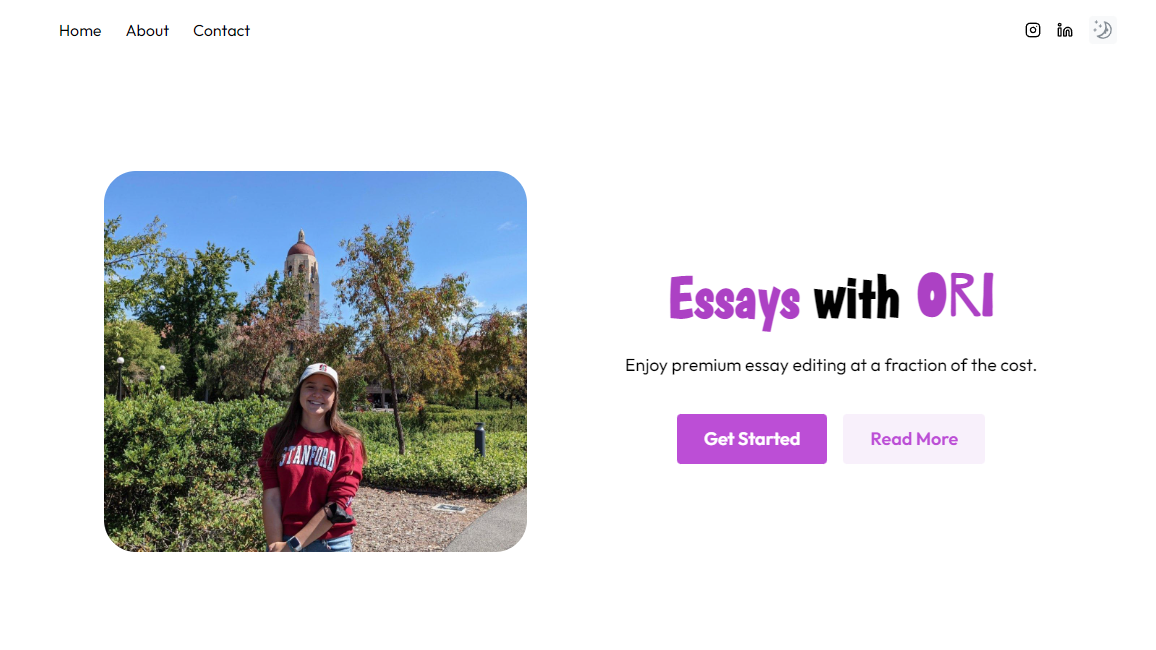 Home About Contact
Essays with ORI
Enjoy premium essay editing at a fraction of the cost.
STANFORD
Get Started Read More